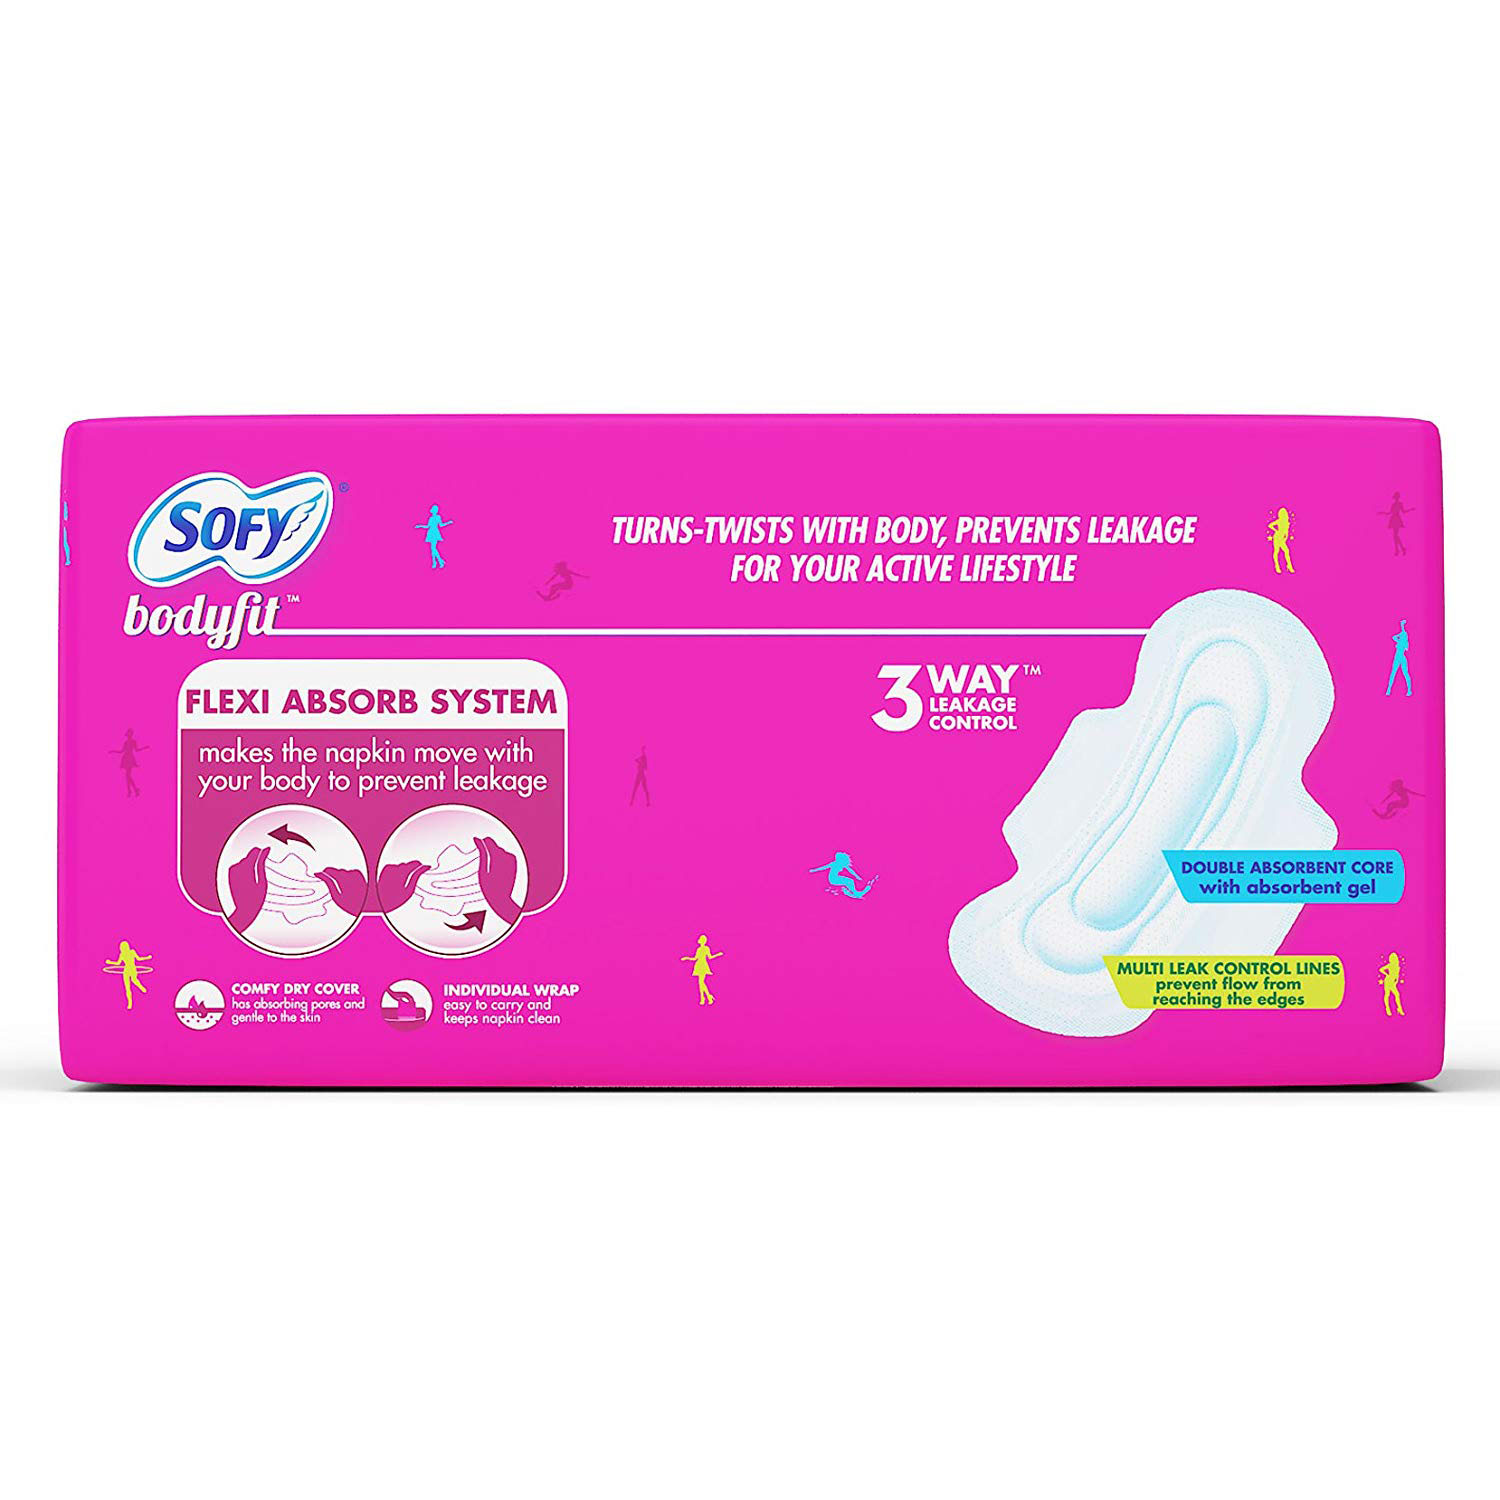 SOFY®
bodyfit™
TURNS-TWISTS WITH BODY, PREVENTS LEAKAGE
FOR YOUR ACTIVE LIFESTYLE
FLEXI ABSORB SYSTEM
makes the napkin move with
your body to prevent leakage
COMFY DRY COVER
has absorbing pores and
gentle to the skin
INDIVIDUAL WRAP
easy to carry and
keeps napkin clean
3 WAY™
LEAKAGE
CONTROL
DOUBLE ABSORBENT CORE
with absorbent gel
MULTI LEAK CONTROL LINES
prevent flow from
reaching the edges